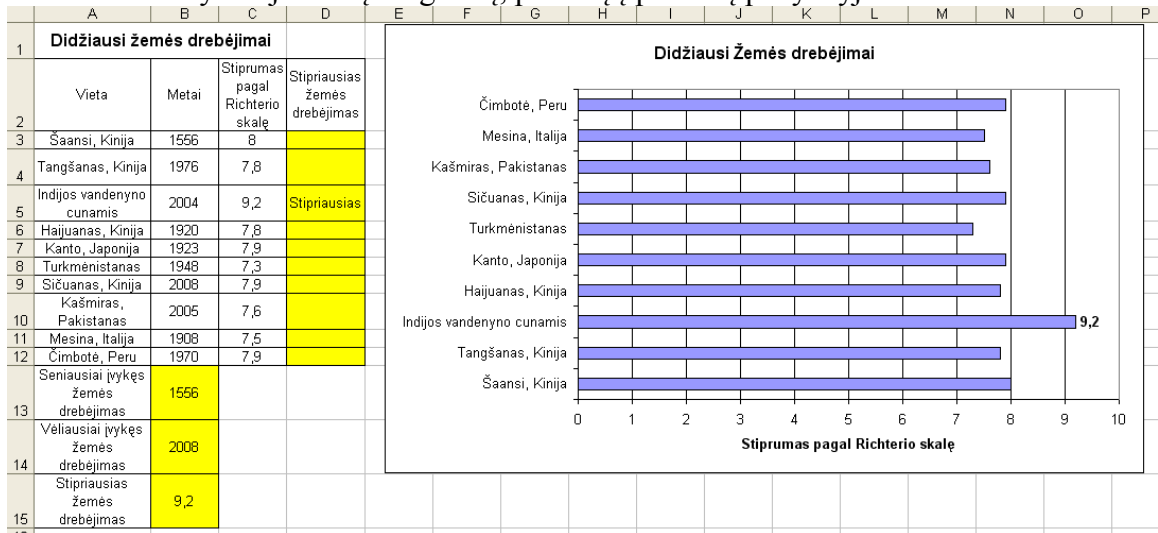 A B C D E F G H I J K L M N O P
1 Didžiausi žemės drebėjimai
2 Vieta Metai Stiprumas pagal Richterio skalę Stipriausias žemės drebėjimas
3 Šaansi, Kinija 1556 8
4 Tangšanas, Kinija 1976 7,8
5 Indijos vandenyno cunamis 2004 9,2 Stipriausias
6 Haijuanas, Kinija 1920 7,8
7 Kanto, Japonija 1923 7,9
8 Turkmėnistanas 1948 7,3
9 Sičuanas, Kinija 2008 7,9
10 Kašmiras, Pakistanas 2005 7,6
11 Mesina, Italija 1908 7,5
12 Čimbotė, Peru 1970 7,9
13 Seniausiai įvykęs žemės drebėjimas 1556
14 Vėliausiai įvykęs žemės drebėjimas 2008
15 Stipriausias žemės drebėjimas 9,2
Didžiausi Žemės drebėjimai
Čimbotė, Peru
Mesina, Italija
Kašmiras, Pakistanas
Sičuanas, Kinija
Turkmėnistanas
Kanto, Japonija
Haijuanas, Kinija
Indijos vandenyno cunamis 9,2
Tangšanas, Kinija
Šaansi, Kinija
0 1 2 3 4 5 6 7 8 9 10
Stiprumas pagal Richterio skalę